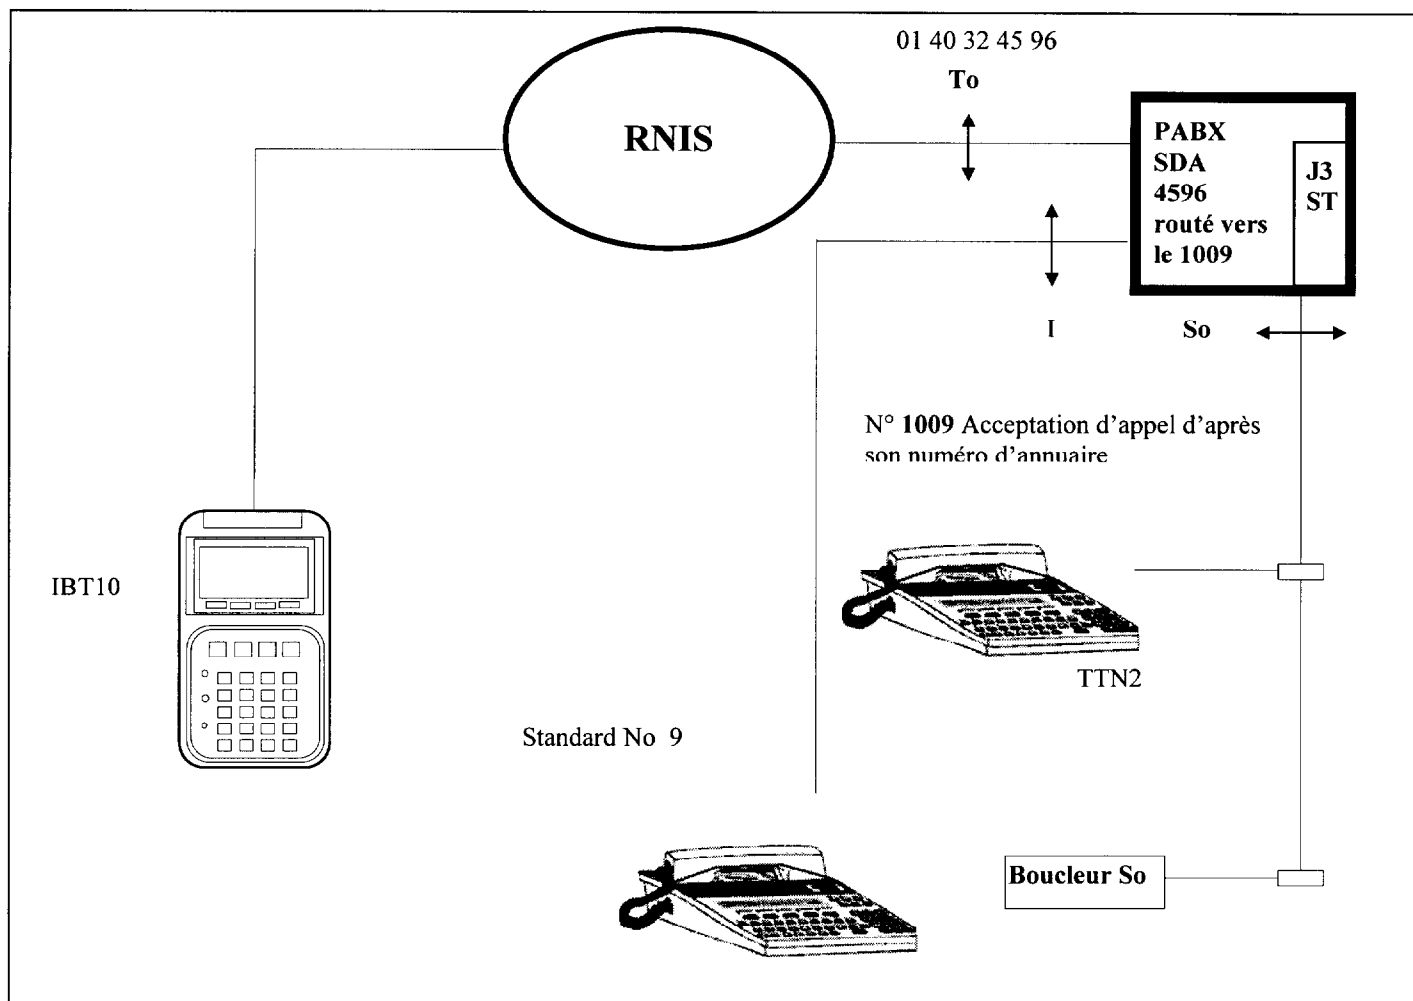 01 40 32 45 96
To
RNIS
PABX
SDA
4596
routé vers
le 1009
J3
ST
I
So
N° 1009 Acceptation d'appel d'après
son numéro d'annuaire
IBT10
TTN2
Standard No 9
Boucleur So